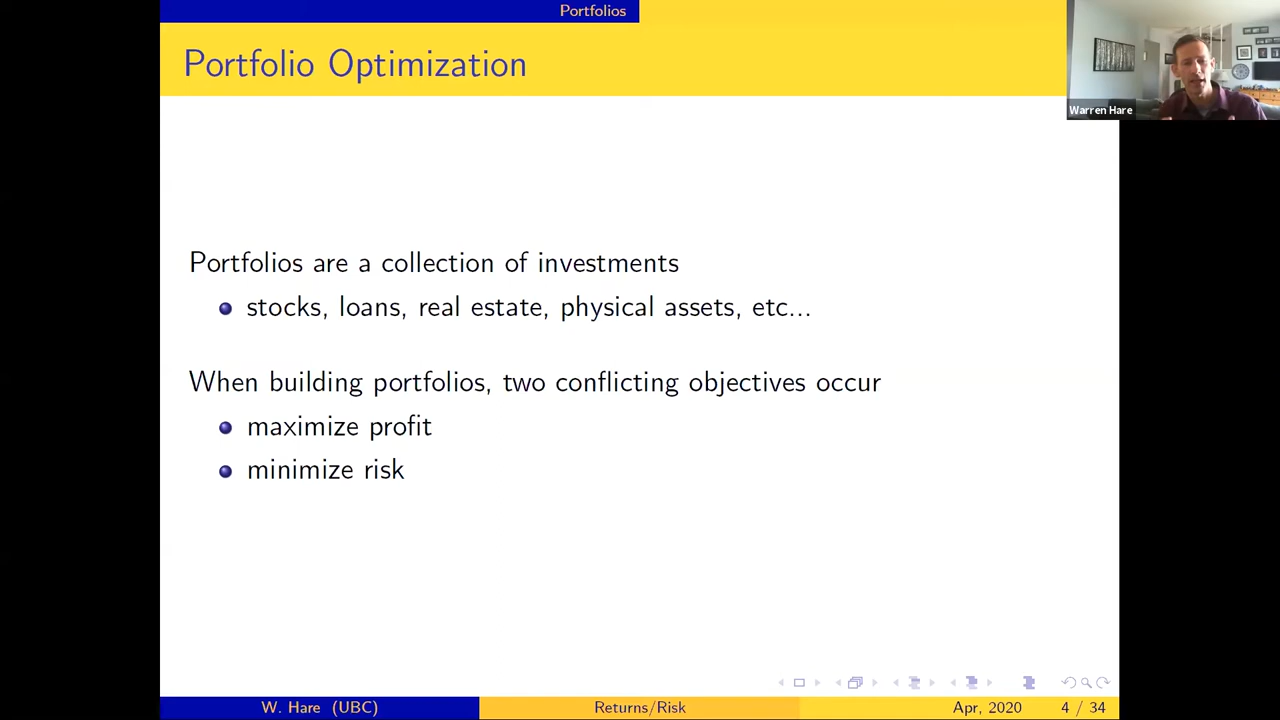 Portfolios
Portfolio Optimization
Warren Hare
Portfolios are a collection of investments
stocks, loans, real estate, physical assets, etc...
When building portfolios, two conflicting objectives occur
maximize profit
minimize risk
W. Hare (UBC)
Returns/Risk
Apr, 2020
4 / 34